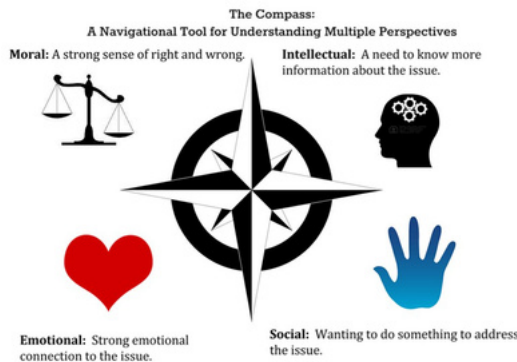 The Compass:
A Navigational Tool for Understanding Multiple Perspectives
Moral: A strong sense of right and wrong.
Intellectual: A need to know more
information about the issue.
Emotional: Strong emotional
connection to the issue.
Social: Wanting to do something to address
the issue.